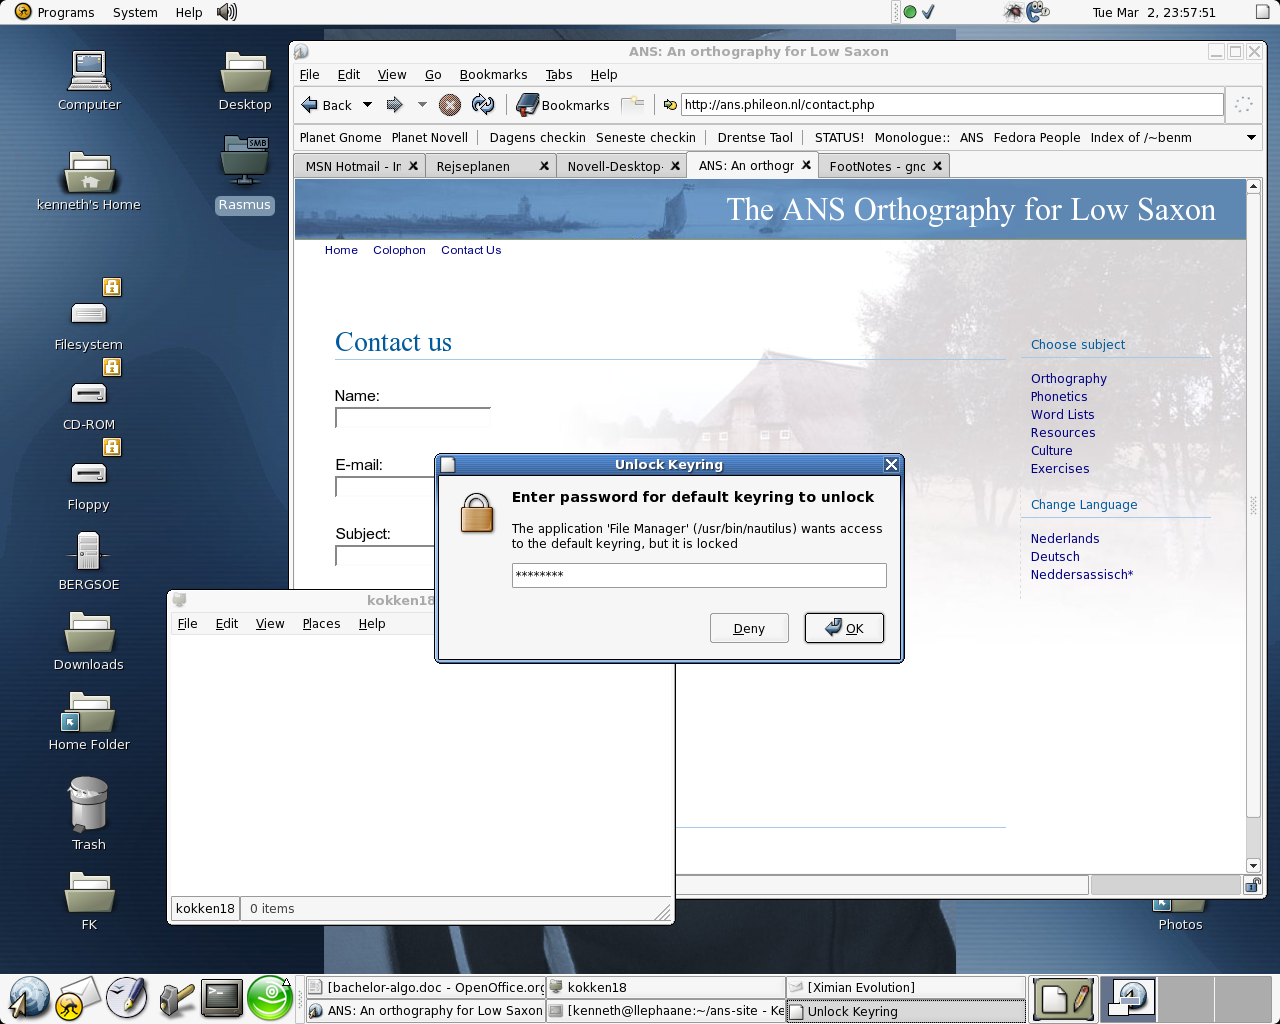 Programs System Help
Tue Mar 2, 23:57:51
Computer
Desktop
kenneth's Home
SMB
Rasmus
Filesystem
CD-ROM
Floppy
BERGSOE
Downloads
Home Folder
Trash
FK
Photos
ANS: An orthography for Low Saxon
File Edit View Go Bookmarks Tabs Help
Back Bookmarks http://ans.phileon.nl/contact.php
Planet Gnome Planet Novell Dagens checkin Seneste checkin Drentse Taol STATUS! Monologue:: ANS Fedora People Index of /~benm
MSN Hotmail - Ir Rejseplanen Novell-Desktop- ANS: An orthogr FootNotes - gnc
The ANS Orthography for Low Saxon
Home Colophon Contact Us
Contact us
Name:
E-mail:
Subject:
Choose subject
Orthography
Phonetics
Word Lists
Resources
Culture
Exercises
Change Language
Nederlands
Deutsch
Neddersassisch*
Unlock Keyring
Enter password for default keyring to unlock
The application 'File Manager' (/usr/bin/nautilus) wants access
to the default keyring, but it is locked
********
Deny OK
kokken18
File Edit View Places Help
kokken18 0 items
[bachelor-algo.doc - OpenOffice.org kokken18 [Ximian Evolution]
ANS: An orthography for Low Saxon [kenneth@llephaane:~/ans-site - Ke Unlock Keyring